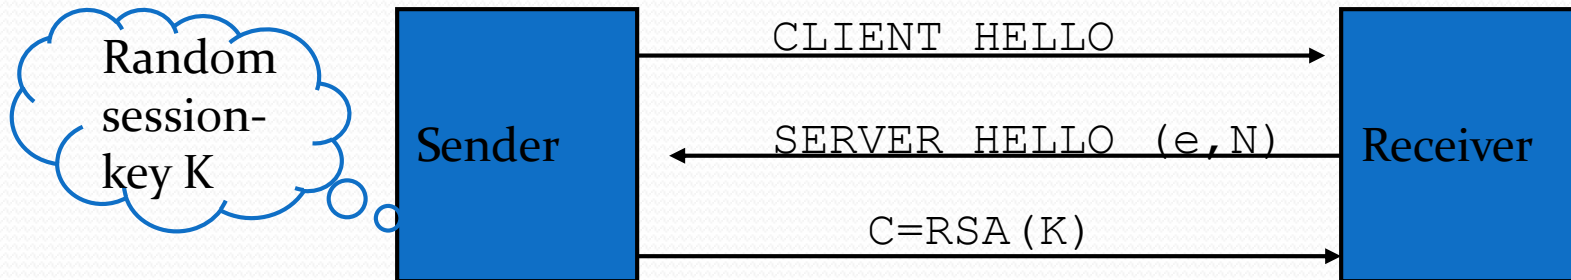 Random
session-
key K
Sender
CLIENT HELLO
SERVER HELLO (e,N)
C=RSA(K)
Receiver